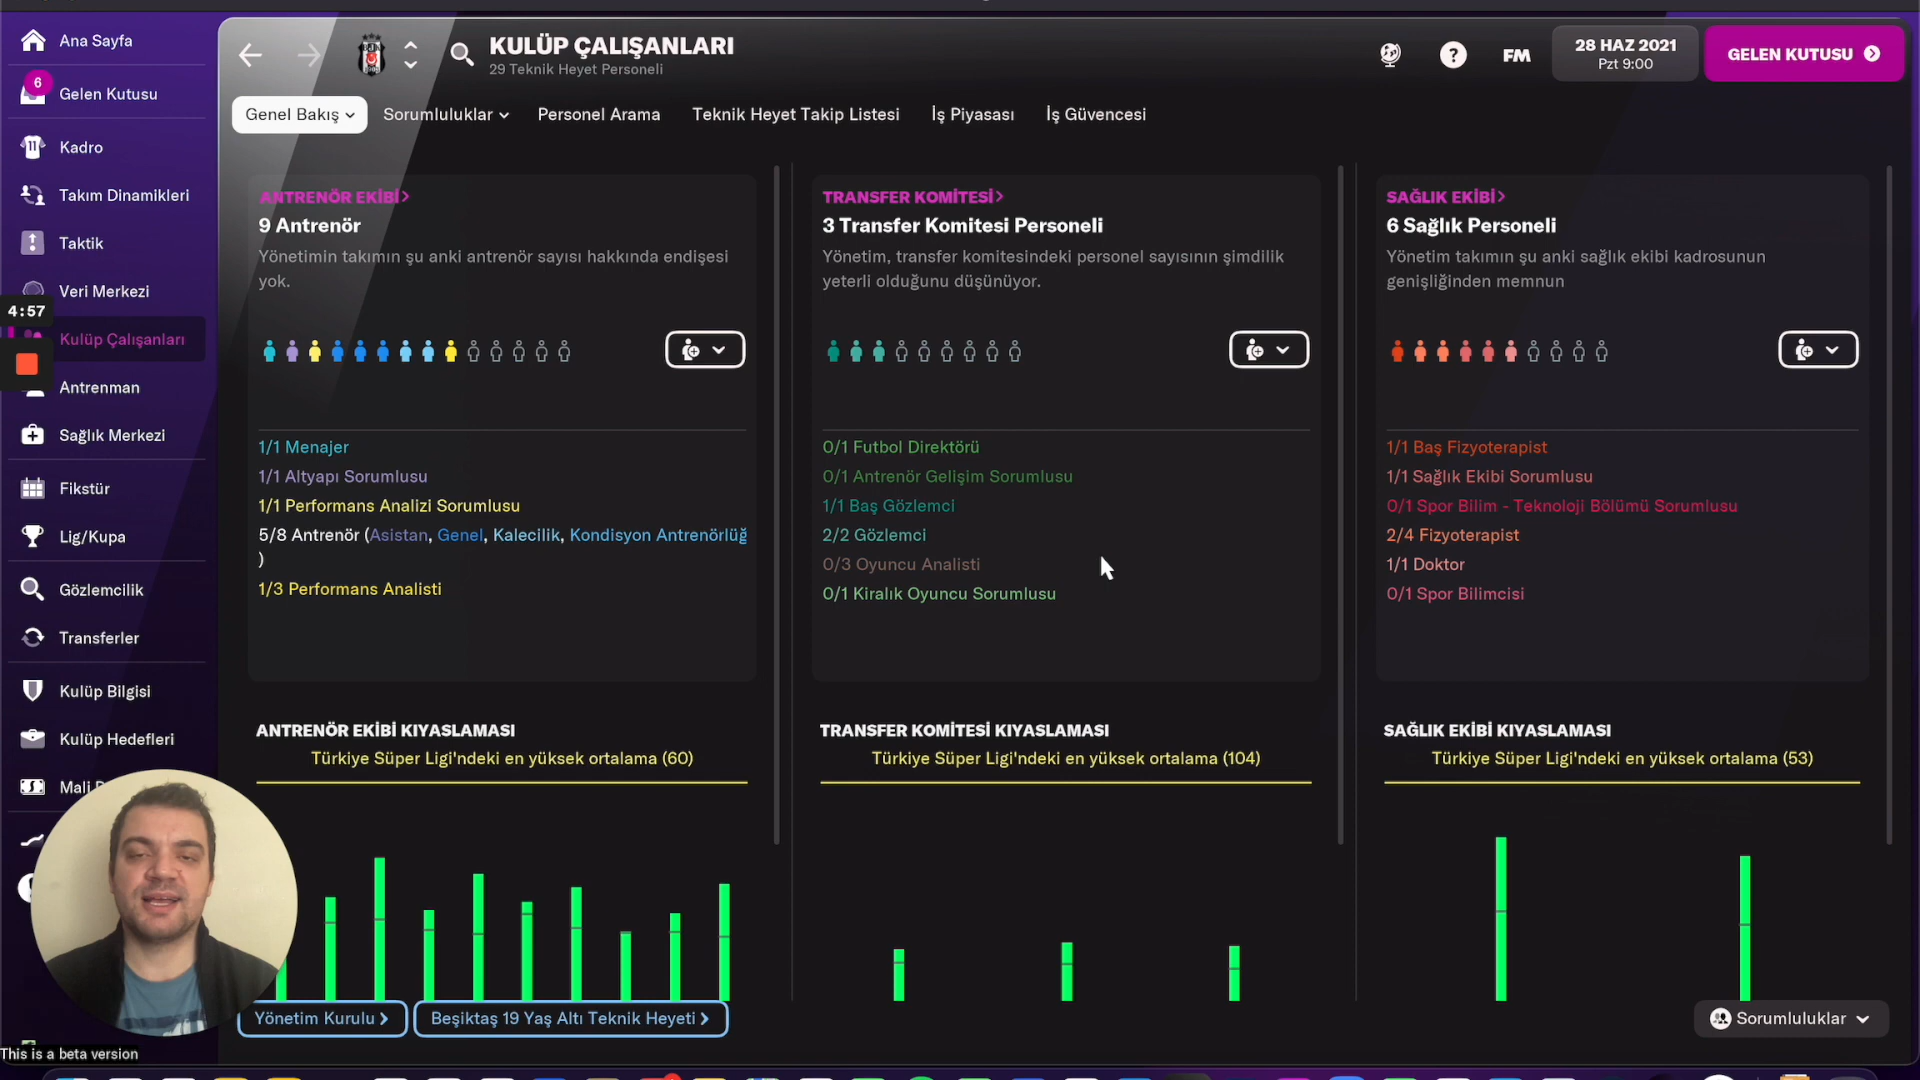 Ana Sayfa
6
Gelen Kutusu
11
Kadro
Takım Dinamikleri
Taktik
Veri Merkezi
4:57
Kulüp Çalışanları
Antrenman
Sağlık Merkezi
Fikstür
Lig/Kupa
Gözlemcilik
Transferler
Kulüp Bilgisi
Kulüp Hedefleri
Mali
This is a beta version
KULÜP ÇALIŞANLARI
29 Teknik Heyet Personeli
?
FM
28 HAZ 2021
Pzt 9:00
GELEN KUTUSU
Genel Bakış
Sorumluluklar
Personel Arama
Teknik Heyet Takip Listesi
İş Piyasası
İş Güvencesi
ANTRENÖR EKİBİ>
9 Antrenör
Yönetimin takımın şu anki antrenör sayısı hakkında endişesi
yok.
1/1 Menajer
1/1 Altyapı Sorumlusu
1/1 Performans Analizi Sorumlusu
5/8 Antrenör (Asistan, Genel, Kalecilik, Kondisyon Antrenörlüğ
)
1/3 Performans Analisti
ANTRENÖR EKİBİ KIYASLAMASI
Türkiye Süper Ligi'ndeki en yüksek ortalama (60)
Yönetim Kurulu >
Beşiktaş 19 Yaş Altı Teknik Heyeti >
TRANSFER KOMİTESİ>
3 Transfer Komitesi Personeli
Yönetim, transfer komitesindeki personel sayısının şimdilik
yeterli olduğunu düşünüyor.
0/1 Futbol Direktörü
0/1 Antrenör Gelişim Sorumlusu
1/1 Baş Gözlemci
2/2 Gözlemci
0/3 Oyuncu Analisti
0/1 Kiralık Oyuncu Sorumlusu
TRANSFER KOMİTESİ KIYASLAMASI
Türkiye Süper Ligi'ndeki en yüksek ortalama (104)
SAĞLIK EKİBİ>
6 Sağlık Personeli
Yönetim takımın şu anki sağlık ekibi kadrosunun
genişliğinden memnun
1/1 Baş Fizyoterapist
1/1 Sağlık Ekibi Sorumlusu
0/1 Spor Bilim - Teknoloji Bölümü Sorumlusu
2/4 Fizyoterapist
1/1 Doktor
0/1 Spor Bilimcisi
SAĞLIK EKİBİ KIYASLAMASI
Türkiye Süper Ligi'ndeki en yüksek ortalama (53)
Sorumluluklar